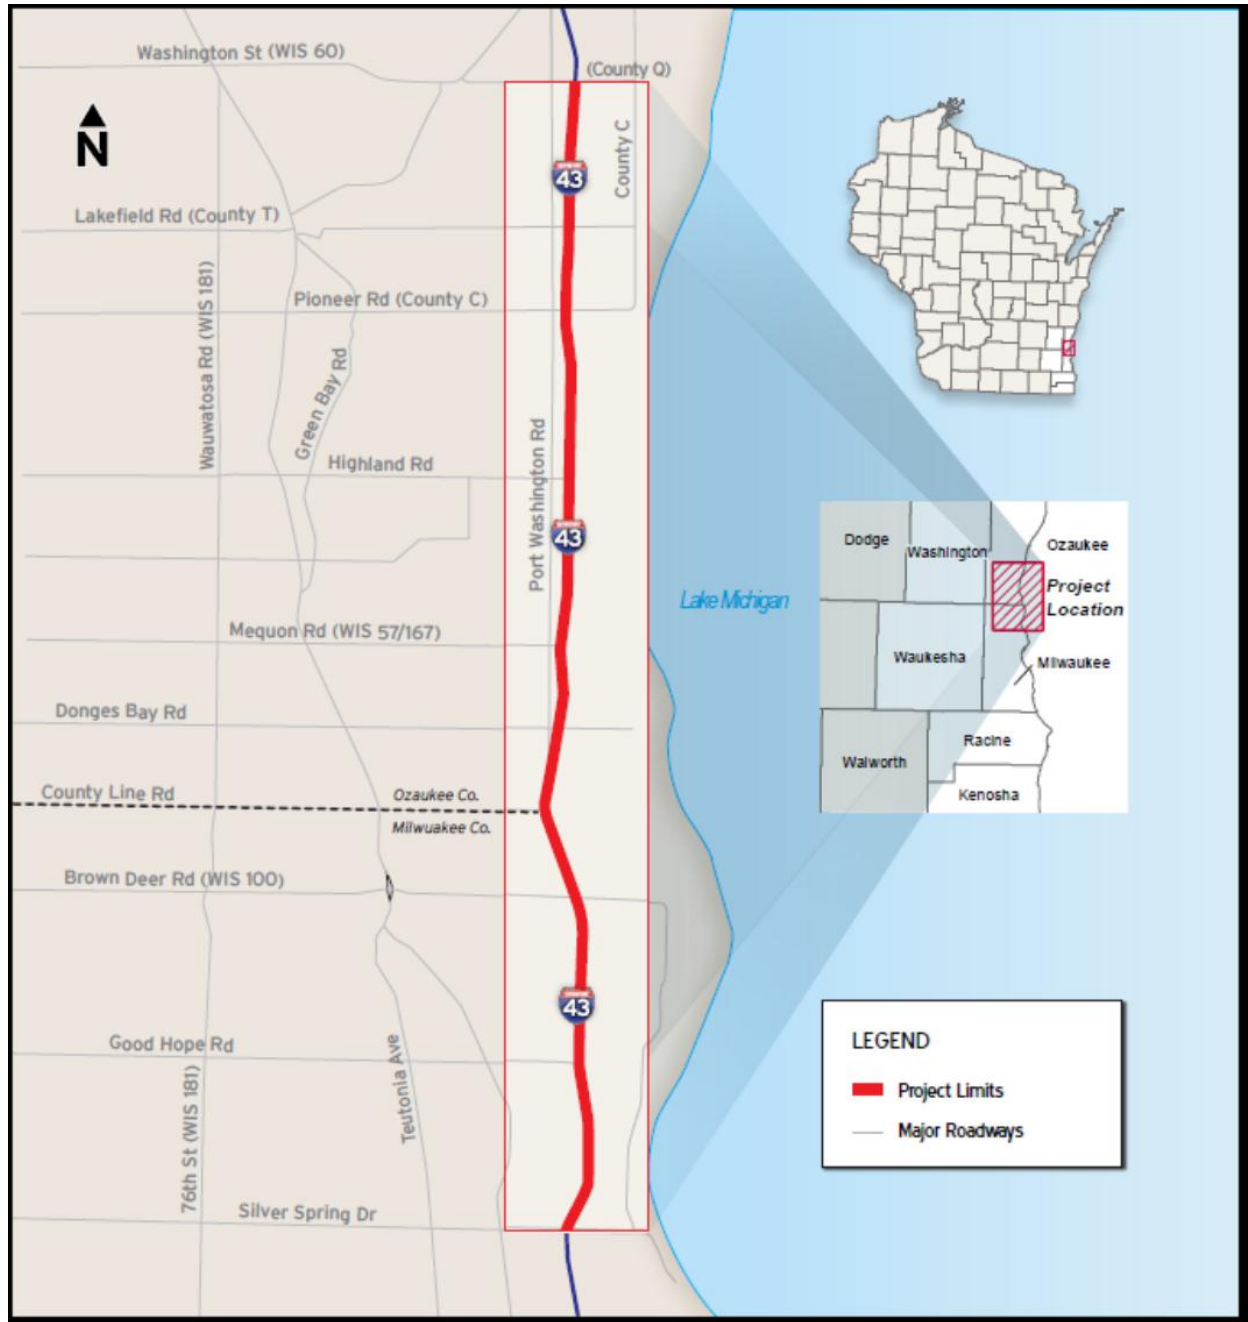 Washington St (WIS 60)
(County Q)
N
43
County C
Lakefield Rd (County T)
Wauwatosa Rd (WIS 181)
Pioneer Rd (County C)
Green Bay Rd
Highland Rd
Port Washington Rd
43
Mequon Rd (WIS 57/167)
Lake Michigan
Donges Bay Rd
County Line Rd
Ozaukee Co.
Milwuakee Co.
Brown Deer Rd (WIS 100)
43
Good Hope Rd
76th St (WIS 181)
Teutonia Ave
Silver Spring Dr
Dodge
Washington
Ozaukee
Project
Location
Waukesha
Milwaukee
Racine
Walworth
Kenosha
LEGEND
Project Limits
Major Roadways